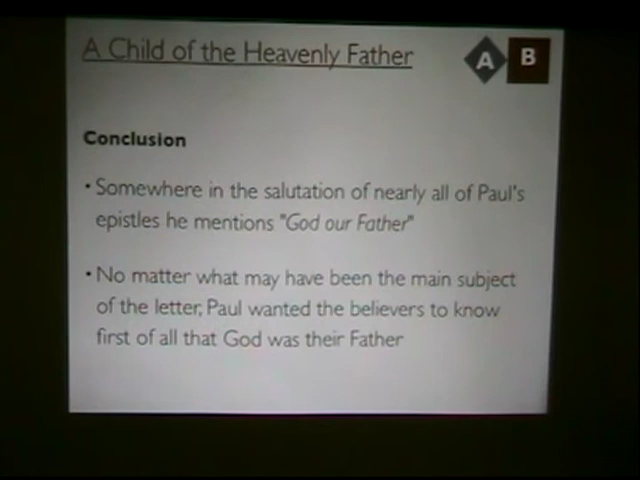 A Child of the Heavenly Father
A B
Conclusion
• Somewhere in the salutation of nearly all of Paul's
epistles he mentions "God our Father"
• No matter what may have been the main subject
of the letter, Paul wanted the believers to know
first of all that God was their Father